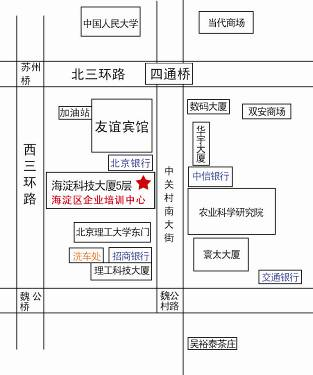 中国人民大学
当代商场
苏州
桥
北三环路
四通桥
加油站
友谊宾馆
数码大厦
双安商场
华宇大厦
北京银行
西三环路
中关村南大街
中信银行
海淀科技大厦5层
海淀区企业培训中心
农业科学研究院
北京理工大学东门
洗车处
招商银行
理工科技大厦
寰太大厦
交通银行
魏公
桥
魏公
村路
吴裕泰茶庄